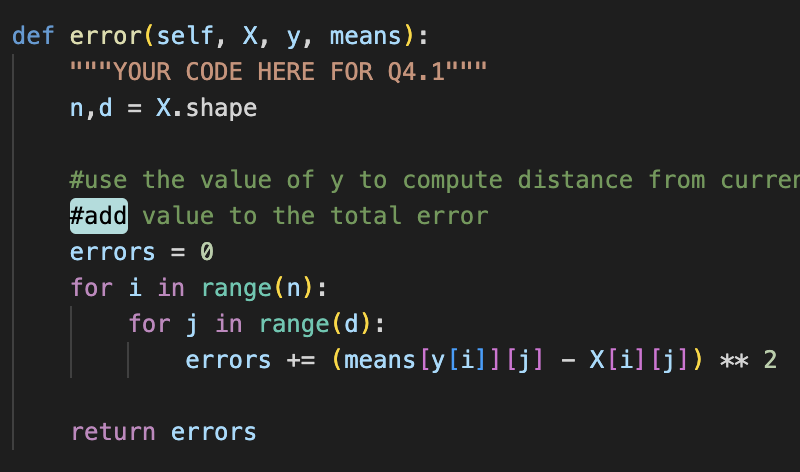 def error(self, X, y, means):
"""YOUR CODE HERE FOR Q4.1"""
n,d = X.shape
#use the value of y to compute distance from
#add value to the total error
errors = 0
for i in range(n):
for j in range(d):
errors += (means[y[i]][j] - X[i][j]) ** 2
return errors